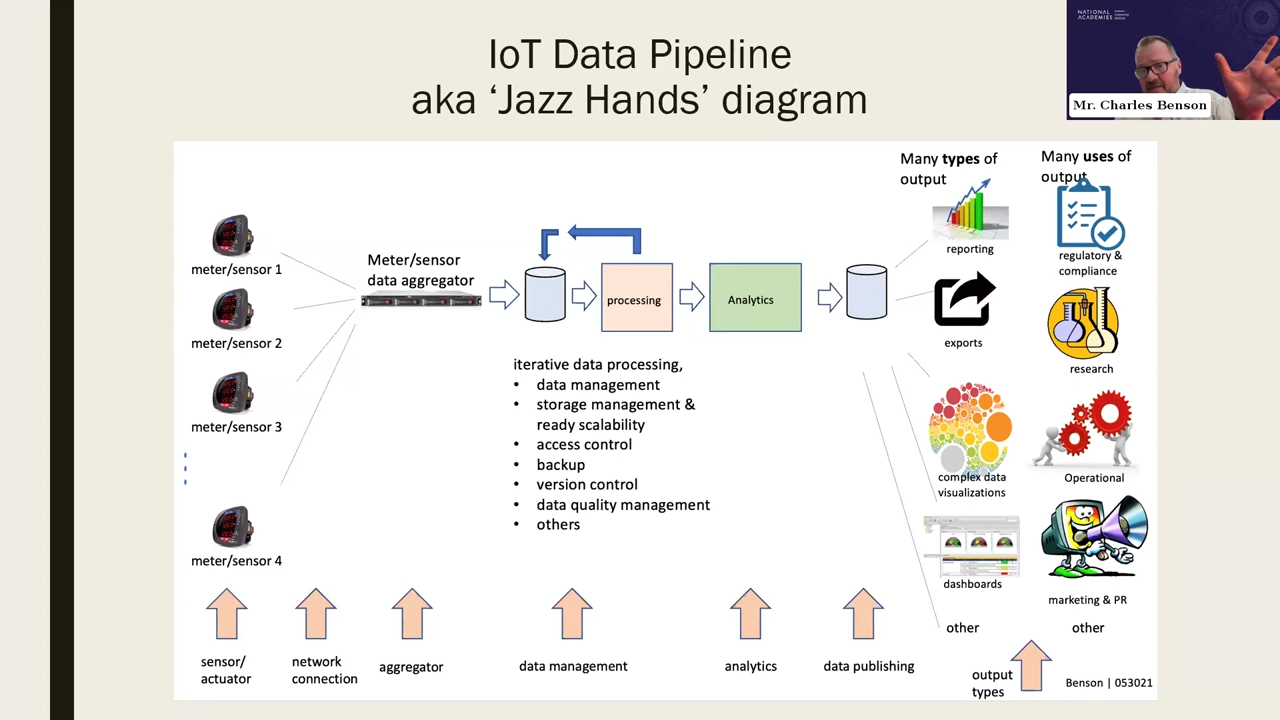 IoT Data Pipeline
aka ‘Jazz Hands’ diagram
NATIONAL
ACADEMIES
Mr. Charles Benson
Many types of
output
Many uses of
output
meter/sensor 1
meter/sensor 2
meter/sensor 3
meter/sensor 4
Meter/sensor
data aggregator
processing
Analytics
iterative data processing,
• data management
• storage management &
ready scalability
• access control
• backup
• version control
• data quality management
• others
reporting
exports
complex data
visualizations
dashboards
other
regulatory &
compliance
research
Operational
marketing & PR
other
sensor/
actuator
network
connection
aggregator
data management
analytics
data publishing
output
types
Benson | 053021